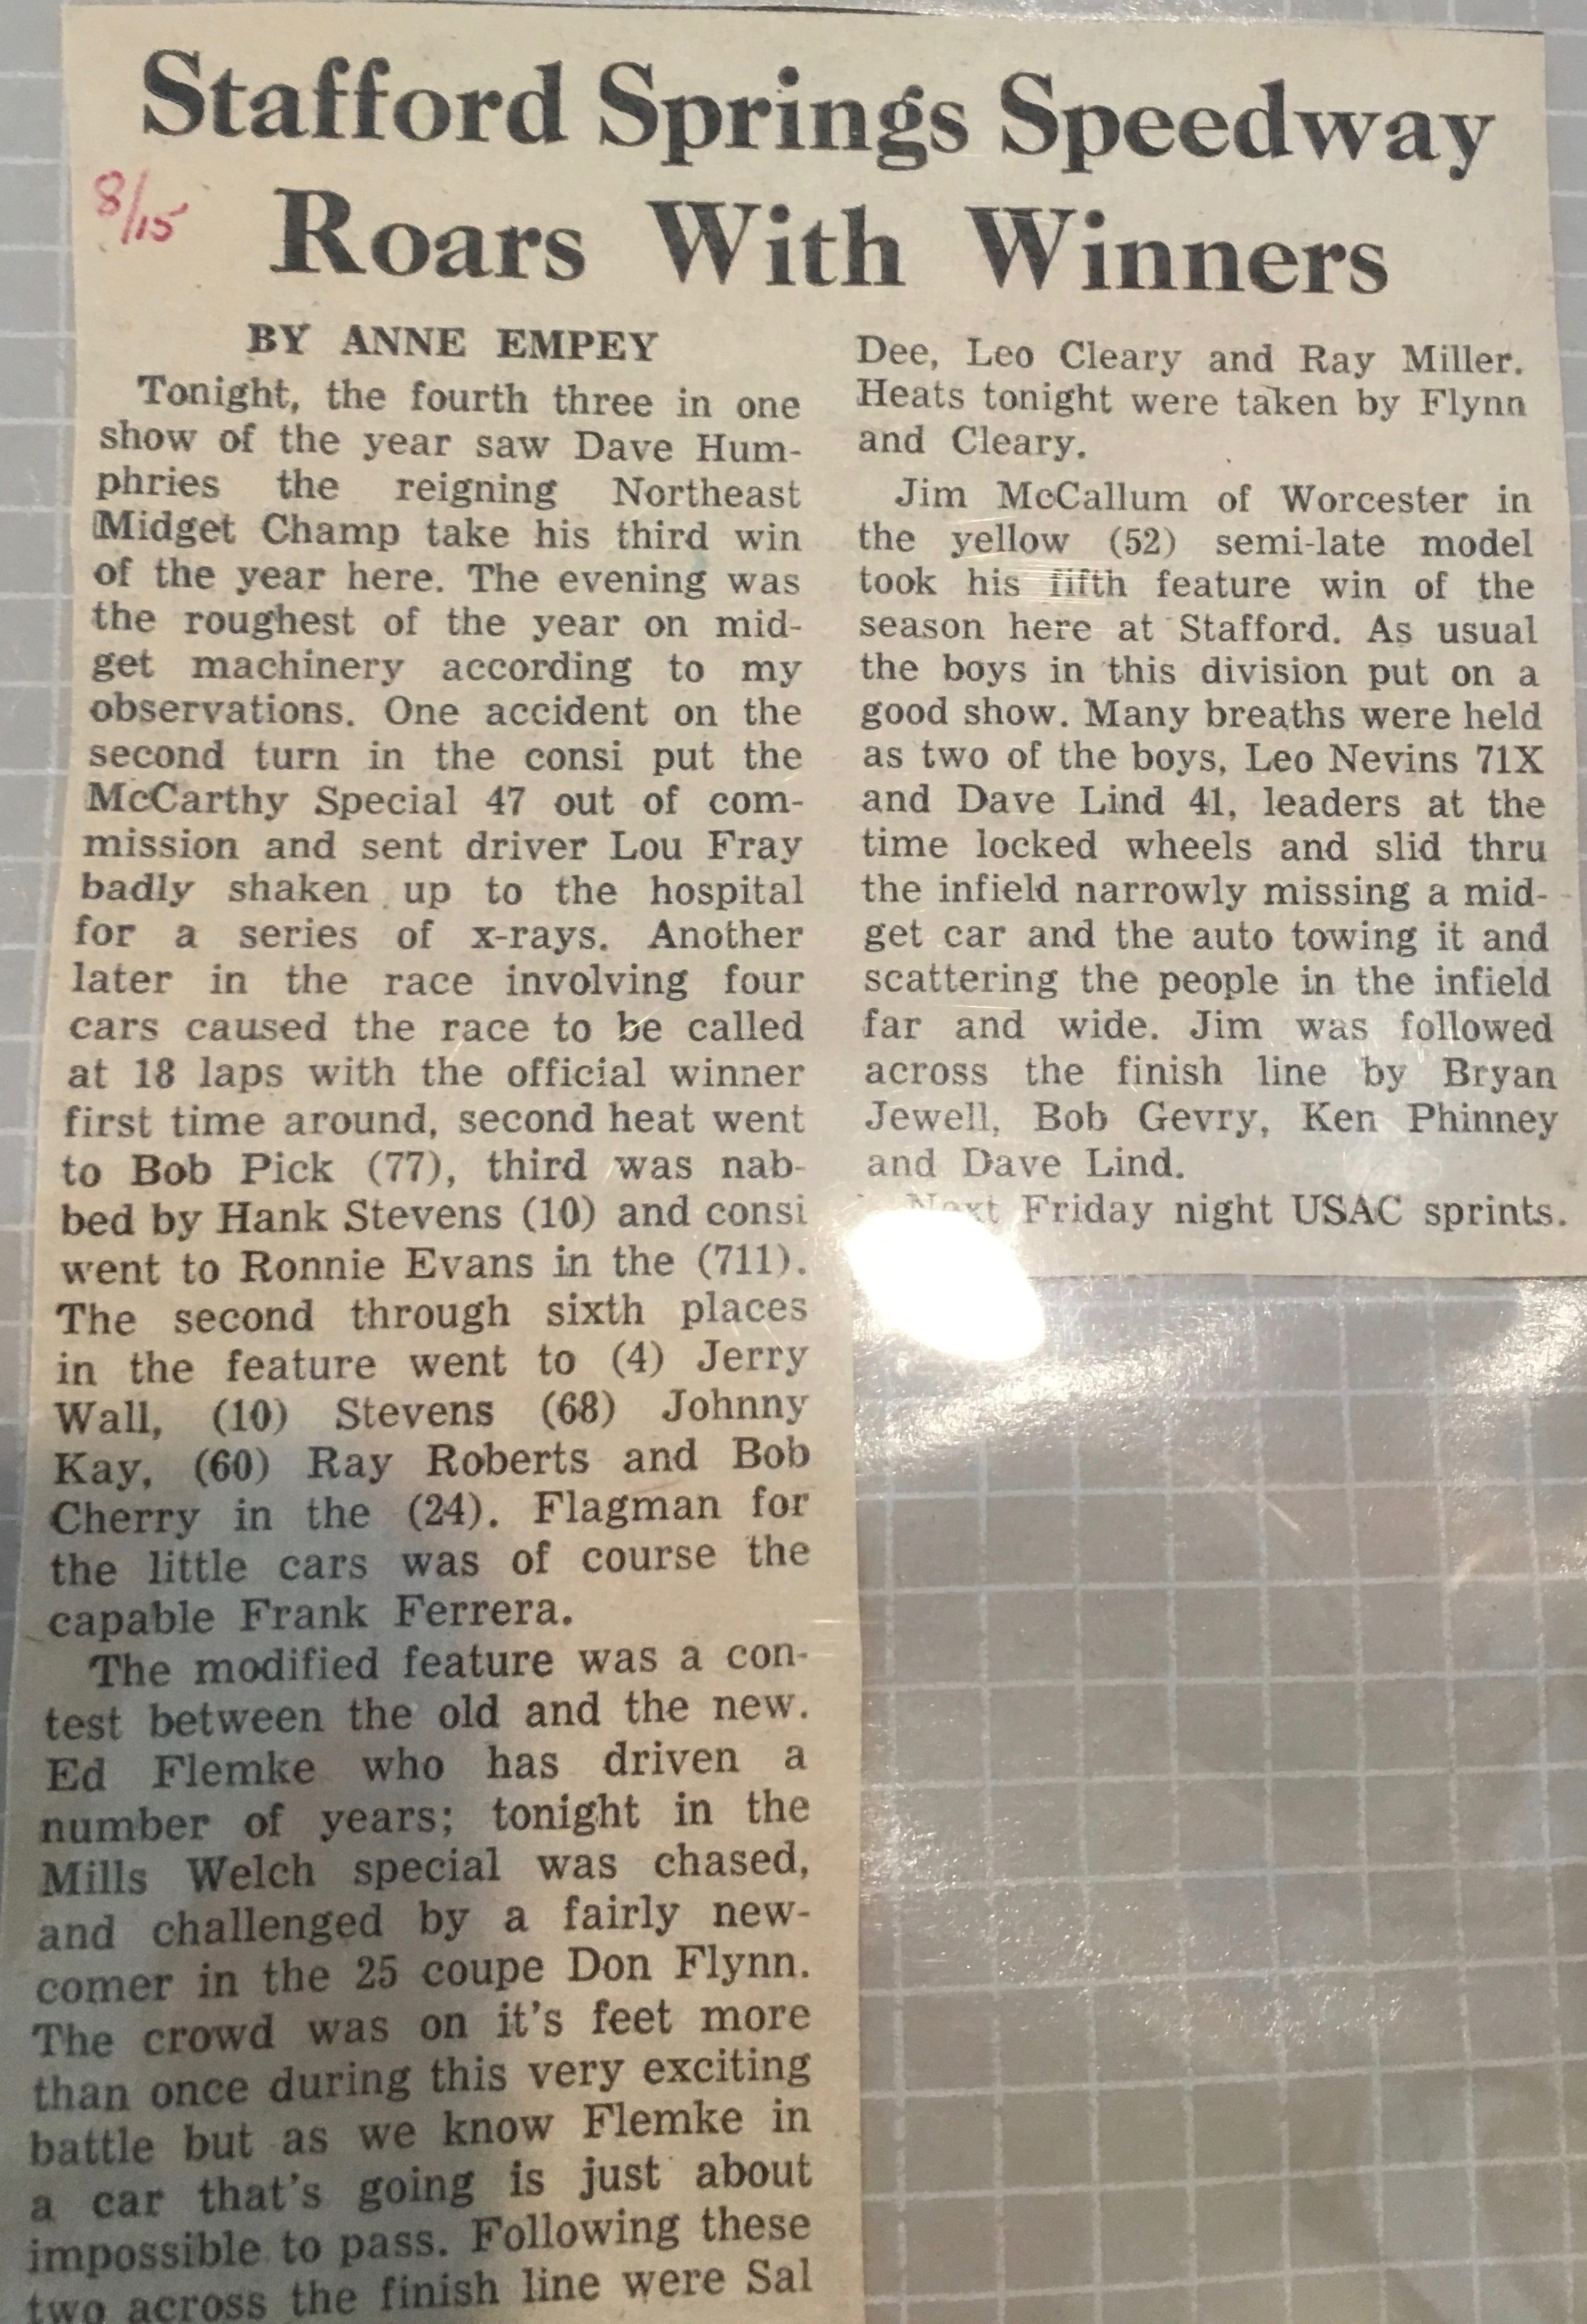 Stafford Springs Speedway
Roars With Winners
8/15
BY ANNE EMPEY
Tonight, the fourth three in one
show of the year saw Dave Hum-
phries the reigning Northeast
Midget Champ take his third win
of the year here. The evening was
the roughest of the year on mid-
get machinery according to my
observations. One accident on the
second turn in the consi put the
McCarthy Special 47 out of com-
mission and sent driver Lou Fray
badly shaken up to the hospital
for a series of x-rays. Another
later in the race involving four
cars caused the race to be called
at 18 laps with the official winner
first time around, second heat went
to Bob Pick (77), third was nab-
bed by Hank Stevens (10) and consi
went to Ronnie Evans in the (711).
The second through sixth places
in the feature went to (4) Jerry
Wall, (10) Stevens (68) Johnny
Kay, (60) Ray Roberts and Bob
Cherry in the (24). Flagman for
the little cars was of course the
capable Frank Ferrera.
The modified feature was a con-
test between the old and the new.
Ed Flemke who has driven a
number of years; tonight in the
Mills Welch special was chased,
and challenged by a fairly new-
comer in the 25 coupe Don Flynn.
The crowd was on it's feet more
than once during this very exciting
battle but as we know Flemke in
a car that's going is just about
impossible to pass. Following these
two across the finish line were Sal
Dee, Leo Cleary and Ray Miller.
Heats tonight were taken by Flynn
and Cleary.
Jim McCallum of Worcester in
the yellow (52) semi-late model
took his fifth feature win of the
season here at Stafford. As usual
the boys in this division put on a
good show. Many breaths were held
as two of the boys, Leo Nevins 71X
and Dave Lind 41, leaders at the
time locked wheels and slid thru
the infield narrowly missing a mid-
get car and the auto towing it and
scattering the people in the infield
far and wide. Jim was followed
across the finish line by Bryan
Jewell, Bob Gevry, Ken Phinney
and Dave Lind.
Next Friday night USAC sprints.